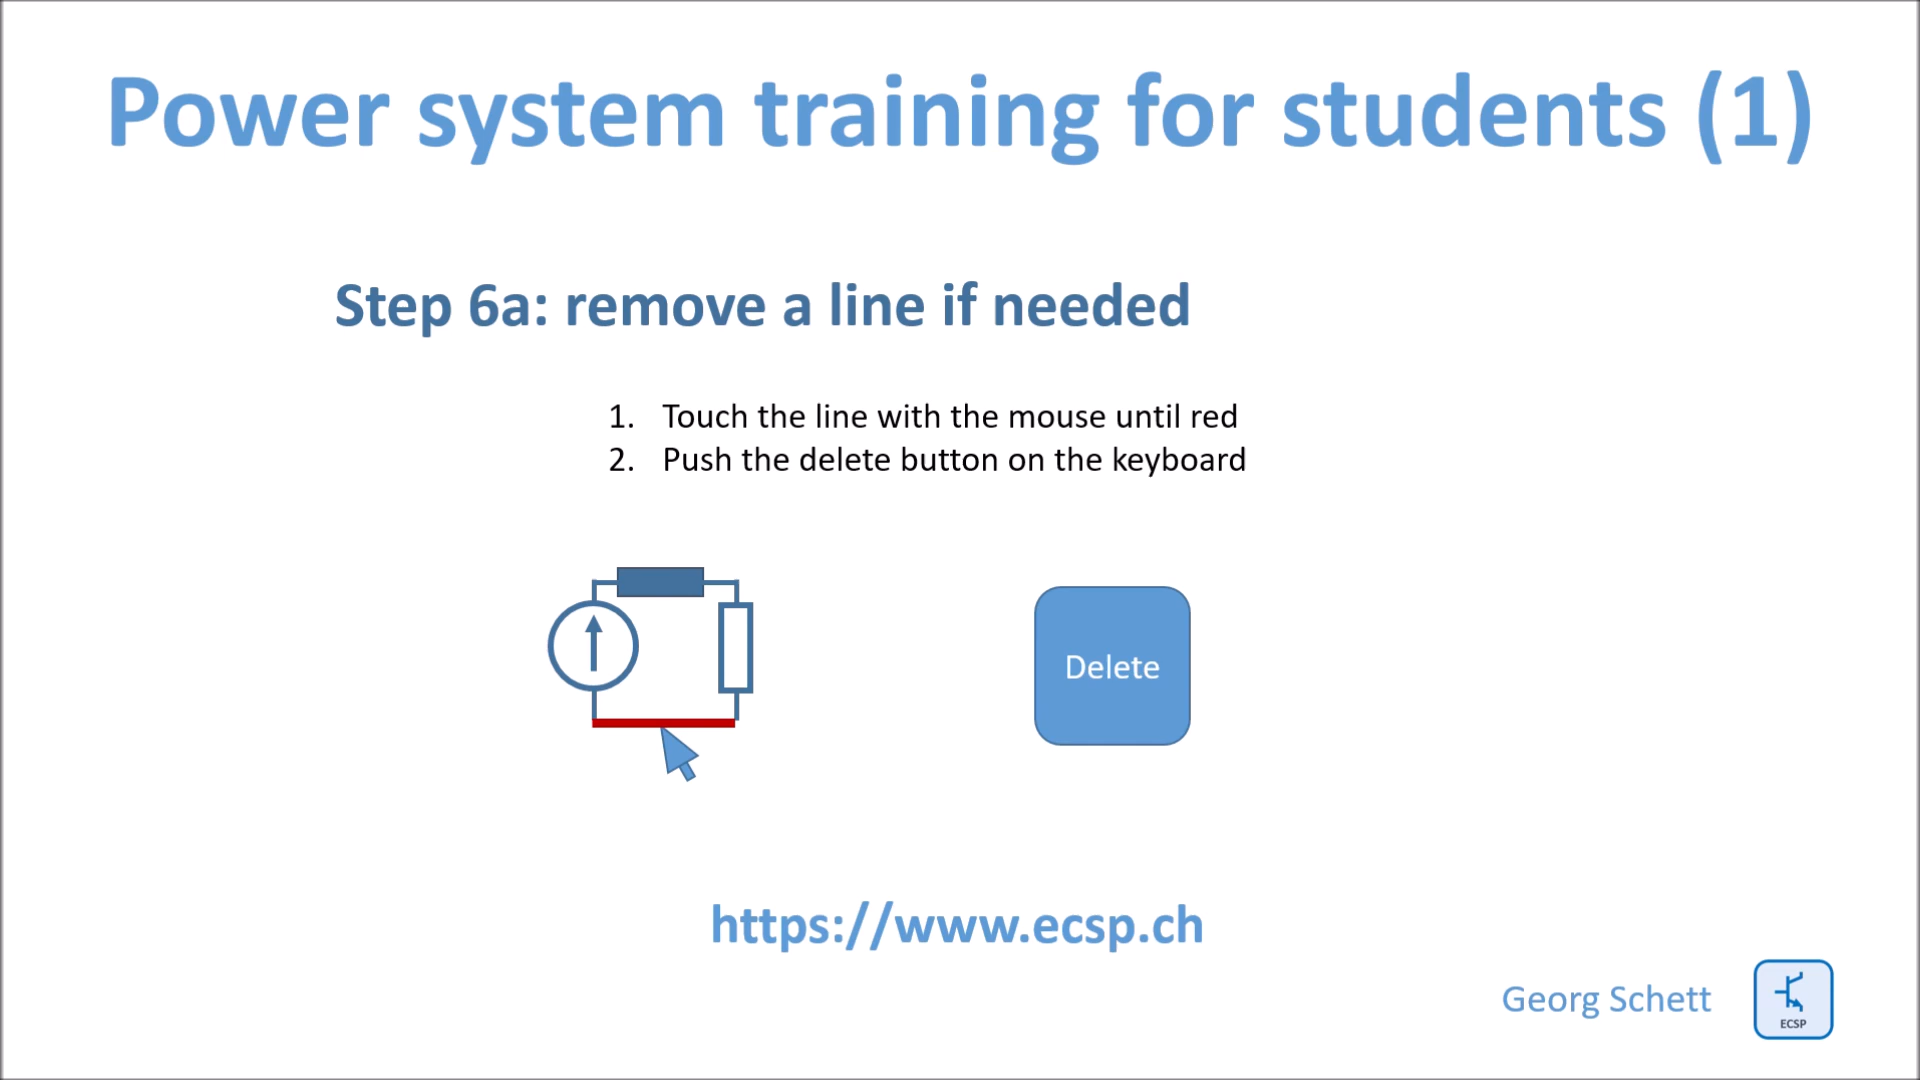 Power system training for students (1)
Step 6a: remove a line if needed
1. Touch the line with the mouse until red
2. Push the delete button on the keyboard
Delete
https://www.ecsp.ch
Georg Schett
ECSP